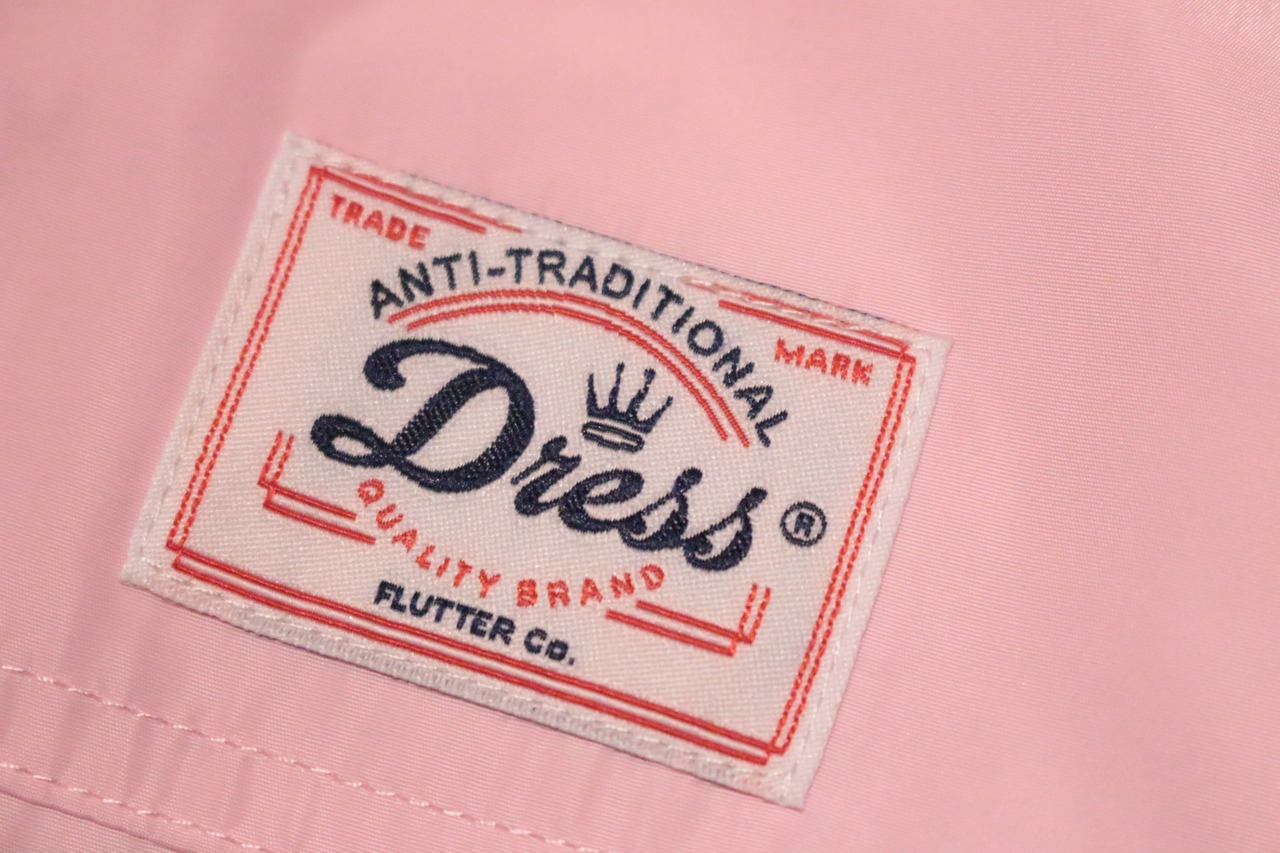 TRADE
MARK
ANTI-TRADITIONAL
Dress®
QUALITY BRAND
FLUTTER Co.